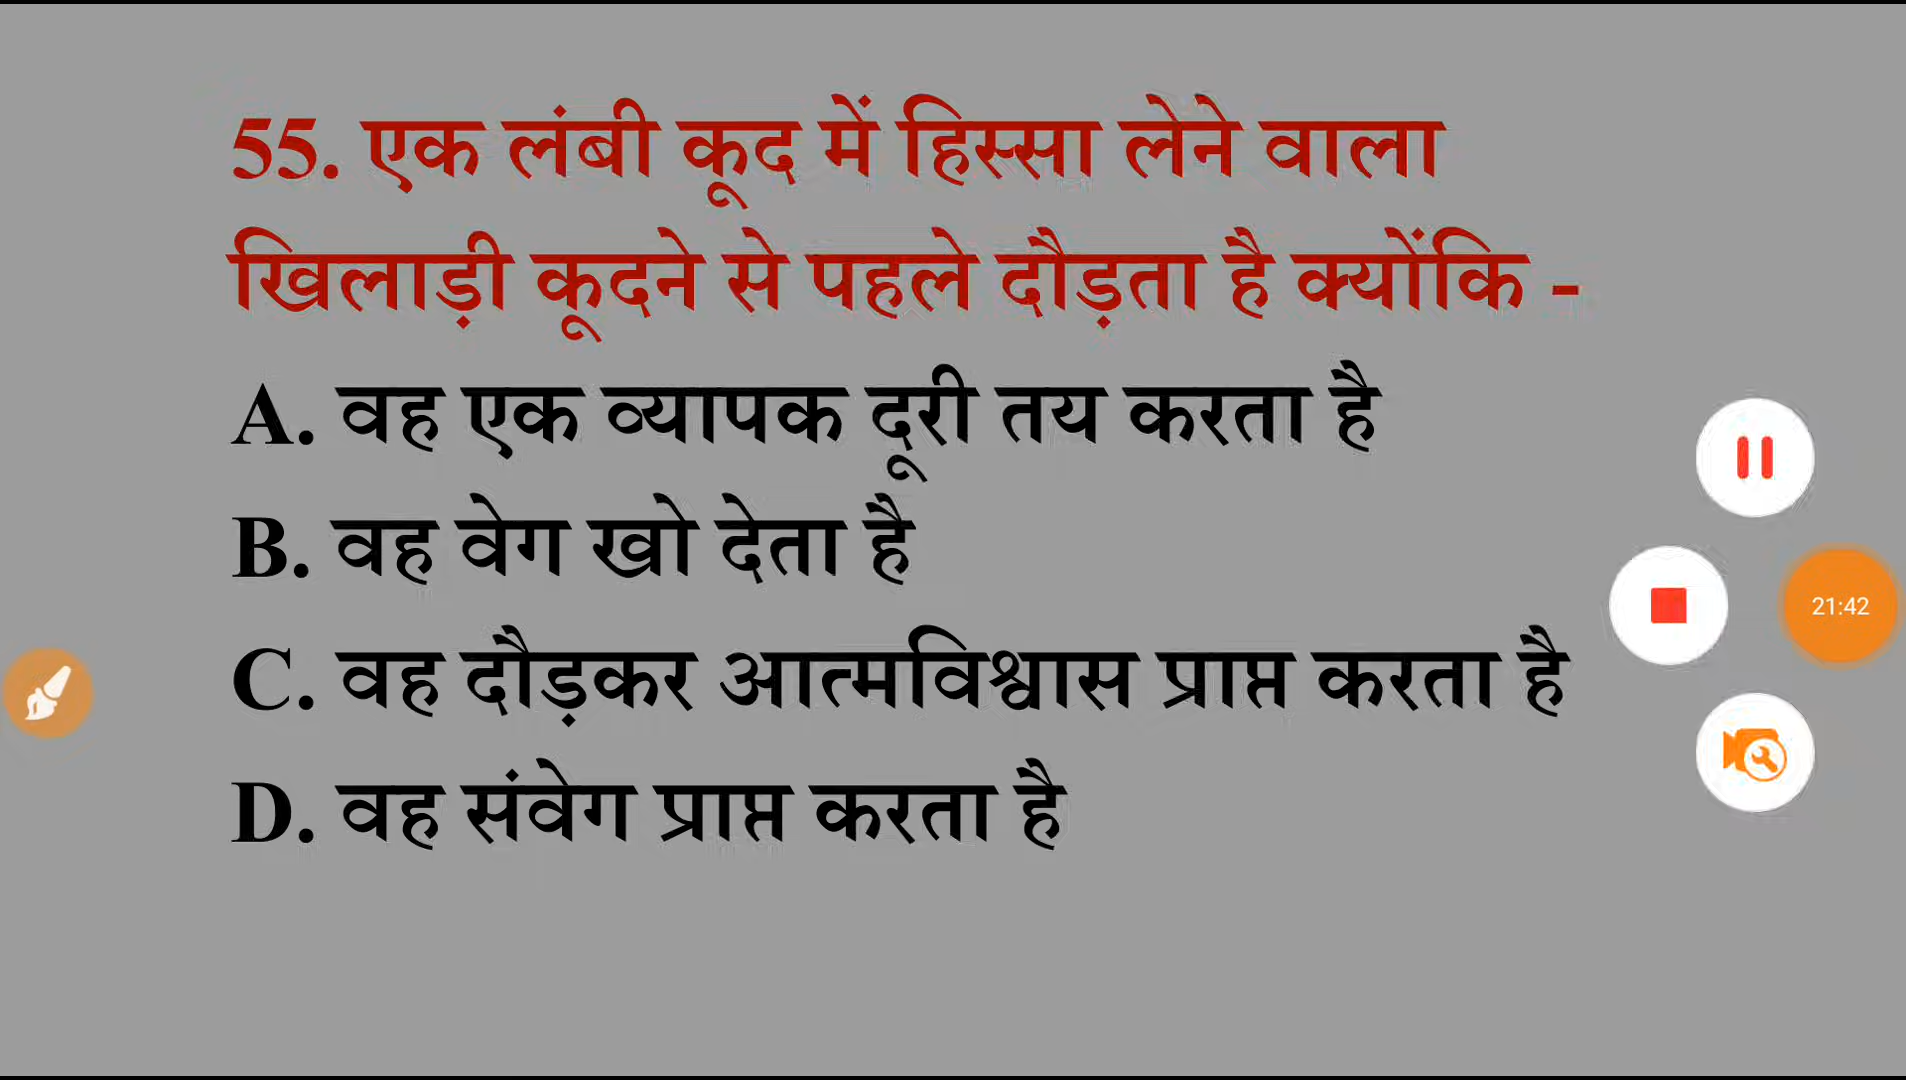 55. एक लंबी कूद में हिस्सा लेने वाला
खिलाड़ी कूदने से पहले दौड़ता है क्योंकि -
A. वह एक व्यापक दूरी तय करता है
B. वह वेग खो देता है
C. वह दौड़कर आत्मविश्वास प्राप्त करता है
D. वह संवेग प्राप्त करता है
21:42